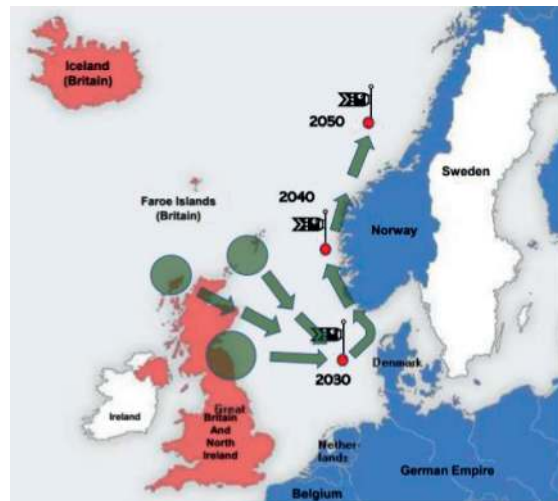 Iceland
(Britain)
2050
Sweden
2040
Faroe Islands
(Britain)
Norway
2030
Denmark
Ireland
Great
Britain
And
North
Ireland
Nether-
lands
German Empire
Belgium